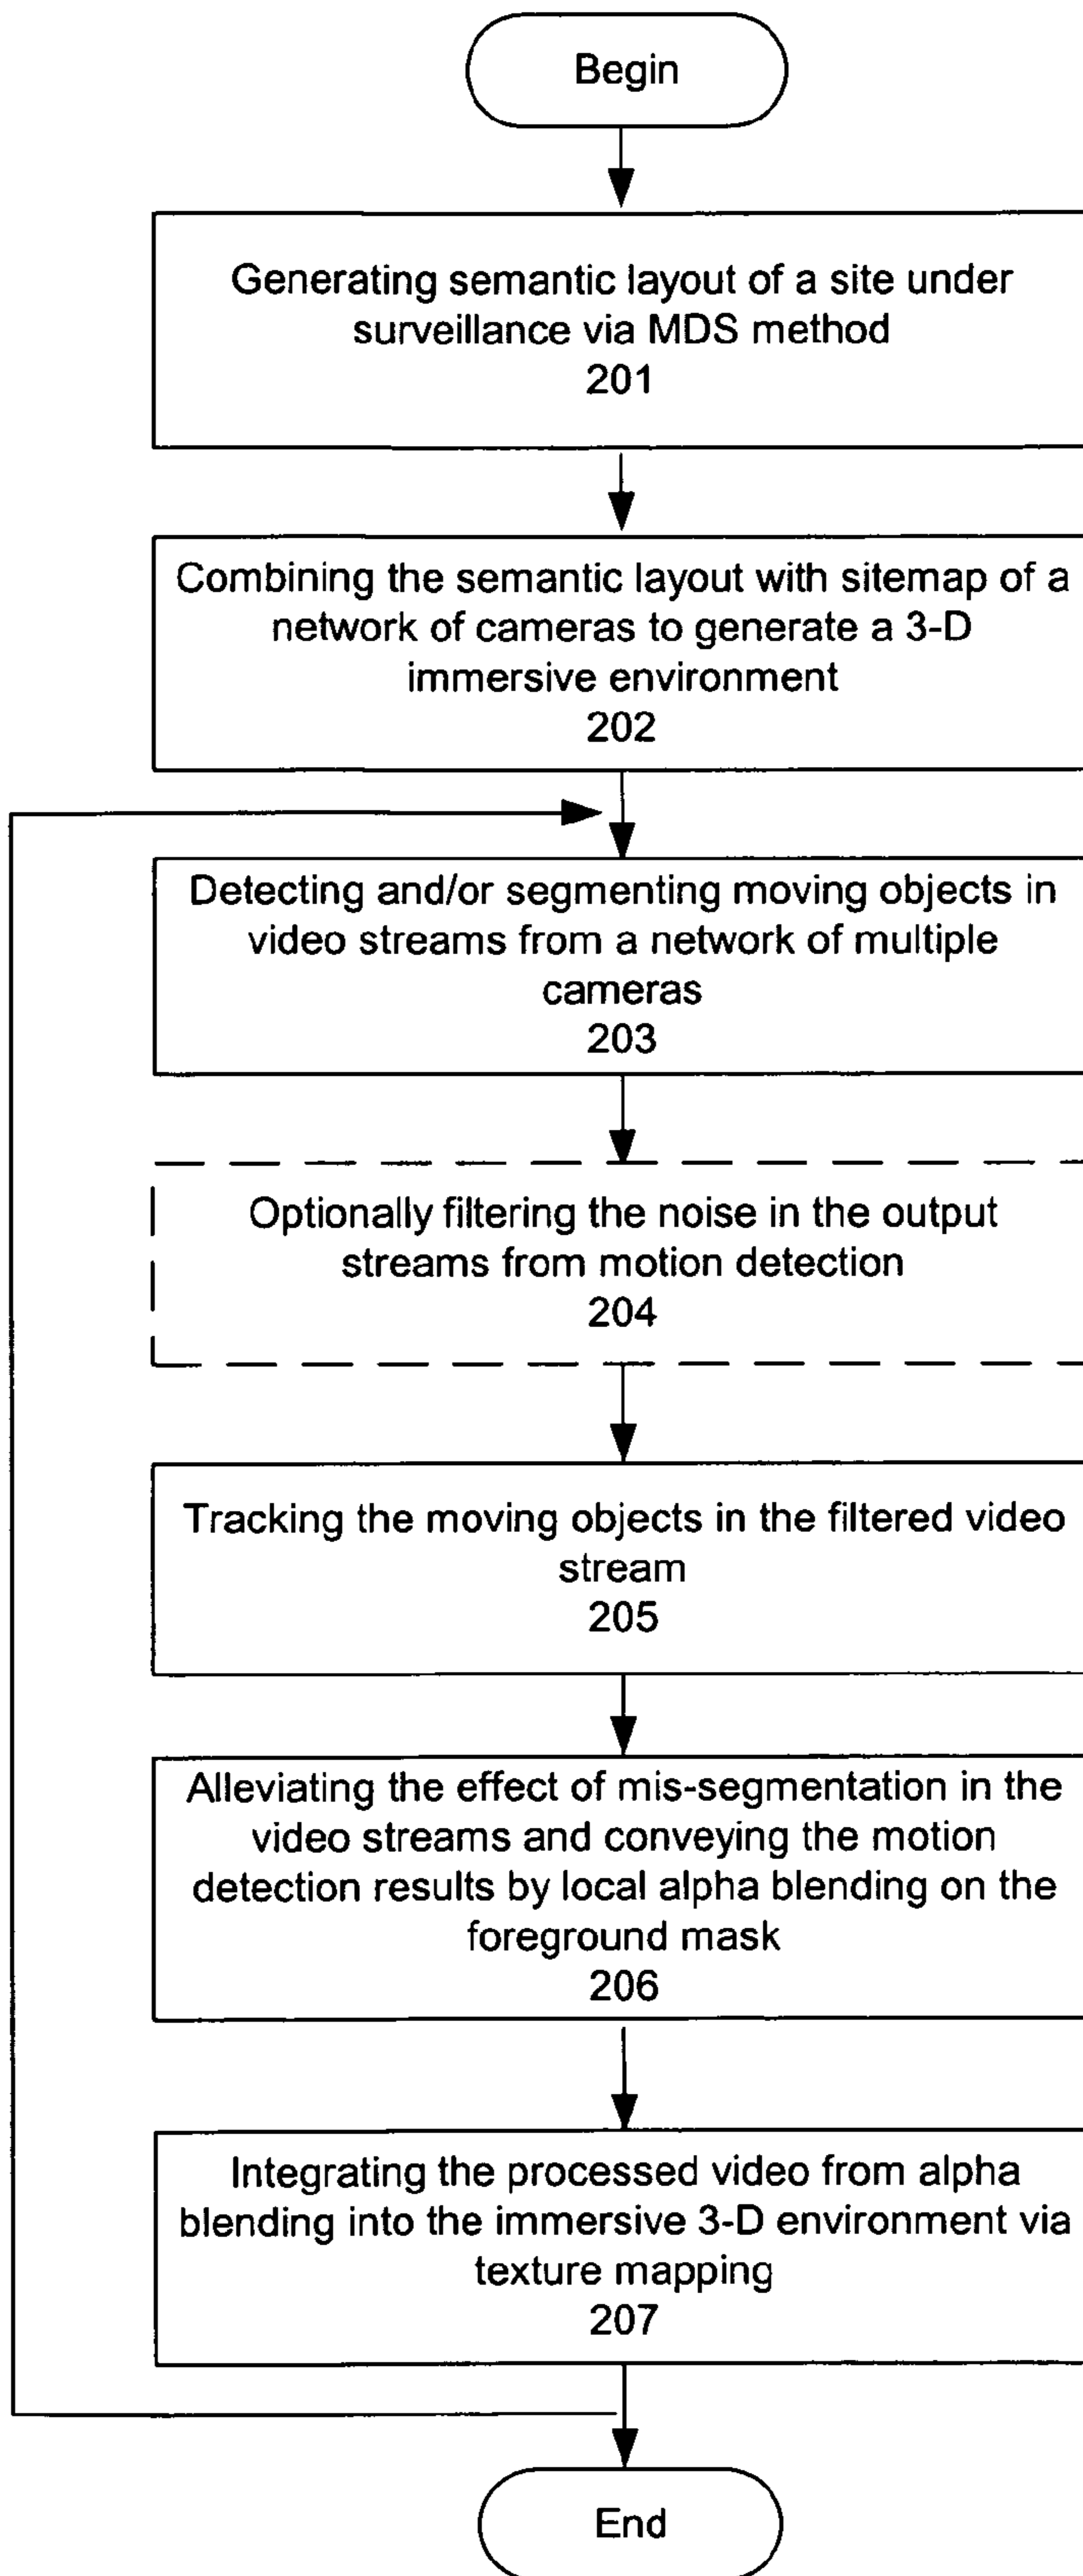 Begin
Generating semantic layout of a site under
surveillance via MDS method
201
Combining the semantic layout with sitemap of a
network of cameras to generate a 3-D
immersive environment
202
Detecting and/or segmenting moving objects in
video streams from a network of multiple
cameras
203
Optionally filtering the noise in the output
streams from motion detection
204
Tracking the moving objects in the filtered video
stream
205
Alleviating the effect of mis-segmentation in the
video streams and conveying the motion
detection results by local alpha blending on the
foreground mask
206
Integrating the processed video from alpha
blending into the immersive 3-D environment via
texture mapping
207
End